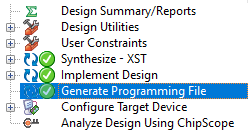 Design Summary/Reports
Design Utilities
User Constraints
Synthesize - XST
Implement Design
Generate Programming File
Configure Target Device
Analyze Design Using ChipScope